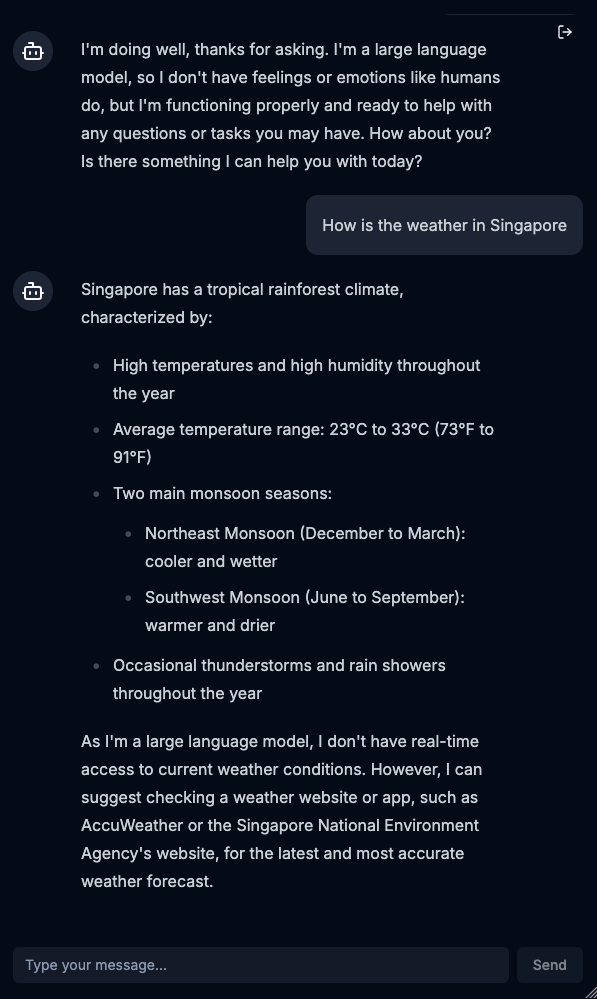 I'm doing well, thanks for asking. I'm a large language
model, so I don't have feelings or emotions like humans
do, but I'm functioning properly and ready to help with
any questions or tasks you may have. How about you?
Is there something I can help you with today?
How is the weather in Singapore
Singapore has a tropical rainforest climate,
characterized by:
High temperatures and high humidity throughout
the year
Average temperature range: 23°C to 33°C (73°F to
91°F)
Two main monsoon seasons:
Northeast Monsoon (December to March):
cooler and wetter
Southwest Monsoon (June to September):
warmer and drier
Occasional thunderstorms and rain showers
throughout the year
As I'm a large language model, I don't have real-time
access to current weather conditions. However, I can
suggest checking a weather website or app, such as
AccuWeather or the Singapore National Environment
Agency's website, for the latest and most accurate
weather forecast.
Type your message...
Send